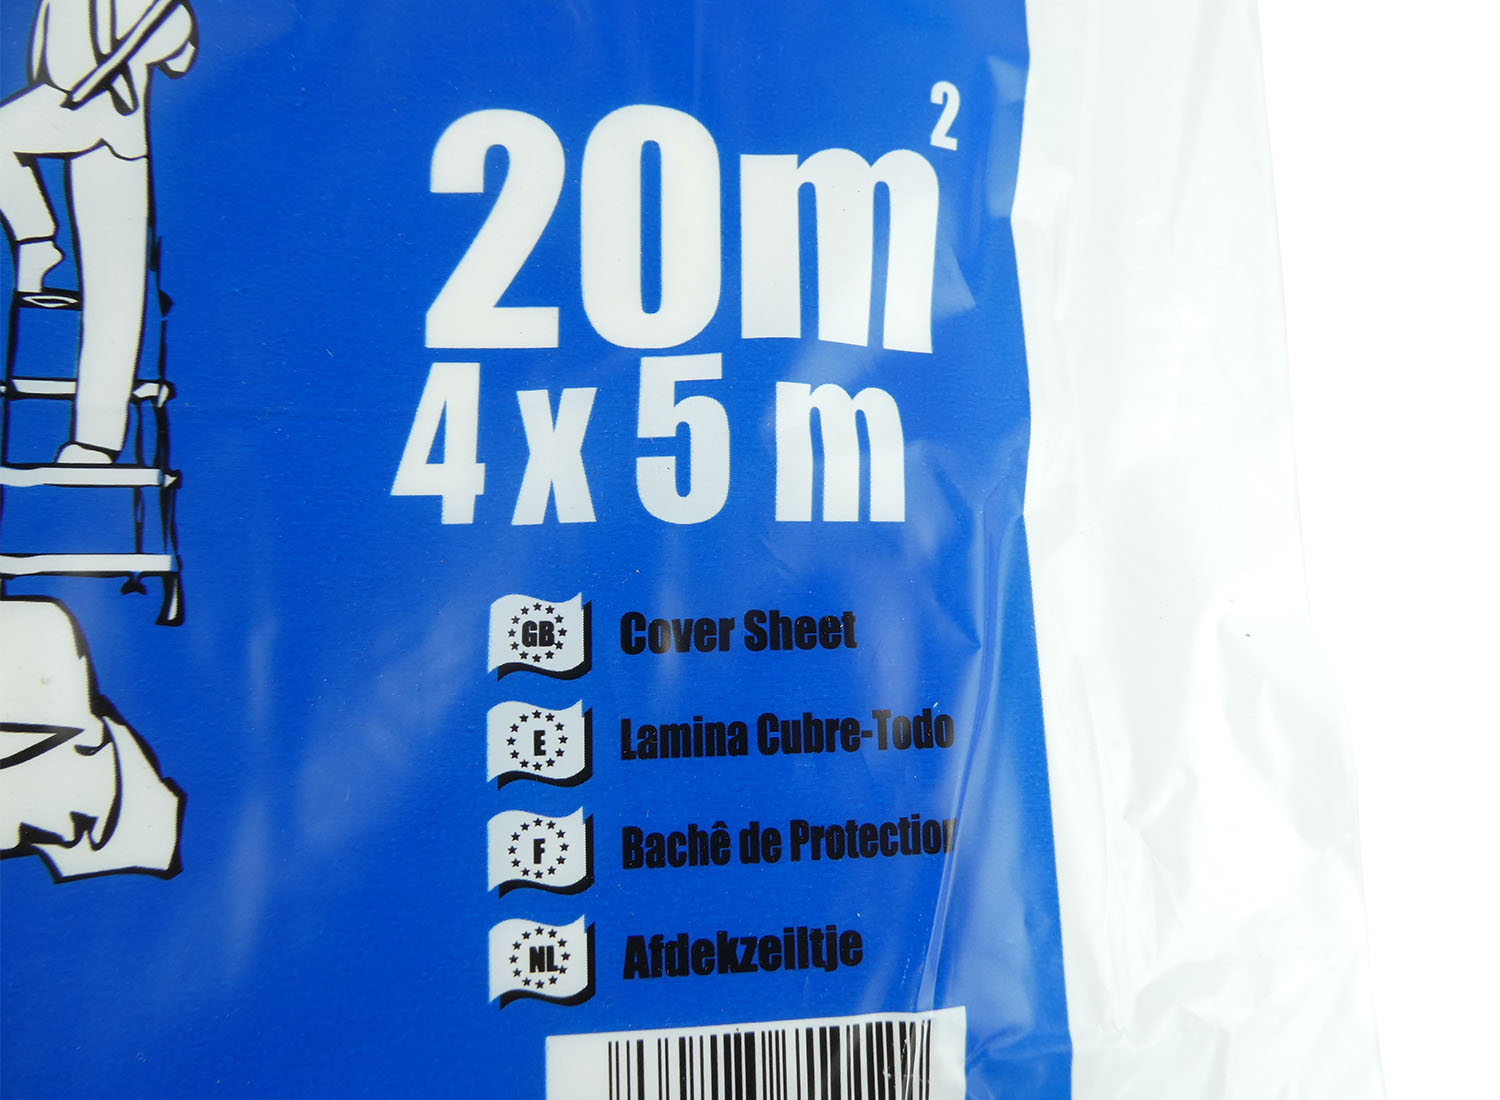 20m²
4 x 5 m
GB Cover Sheet
E Lamina Cubre-Todo
F Bachê de Protection
NL Afdekzeiltje